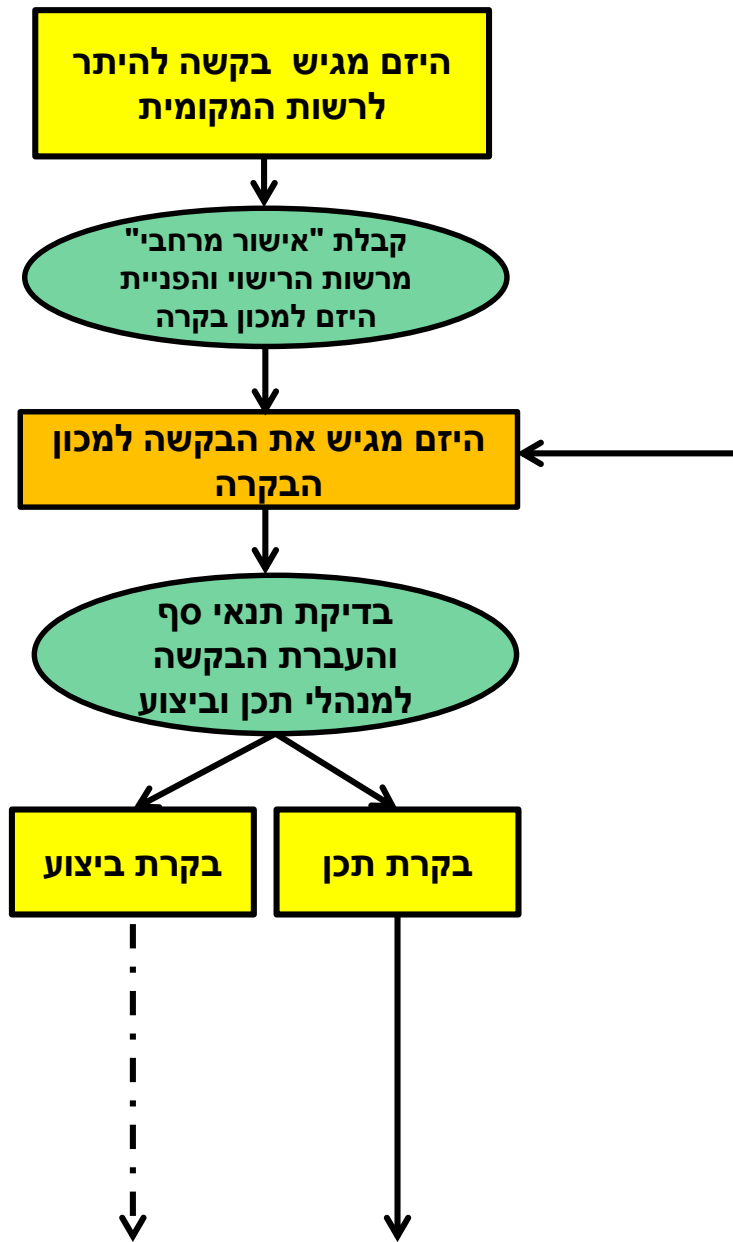 היזם מגיש  בקשה להיתר
לרשות המקומית
קבלת "אישור מרחבי"
מרשות הרישוי והפניית
היזם למכון בקרה
היזם מגיש את הבקשה למכון
הבקרה
בדיקת תנאי סף
והעברת הבקשה
למנהלי תכן וביצוע
בקרת תכן
בקרת ביצוע